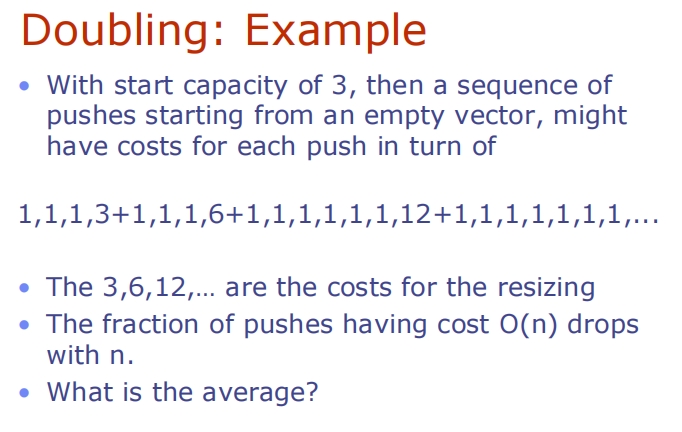 Doubling: Example
• With start capacity of 3, then a sequence of
pushes starting from an empty vector, might
have costs for each push in turn of
1,1,1,3+1,1,1,6+1,1,1,1,1,1,12+1,1,1,1,1,1,1,...
• The 3,6,12,… are the costs for the resizing
• The fraction of pushes having cost O(n) drops
with n.
• What is the average?